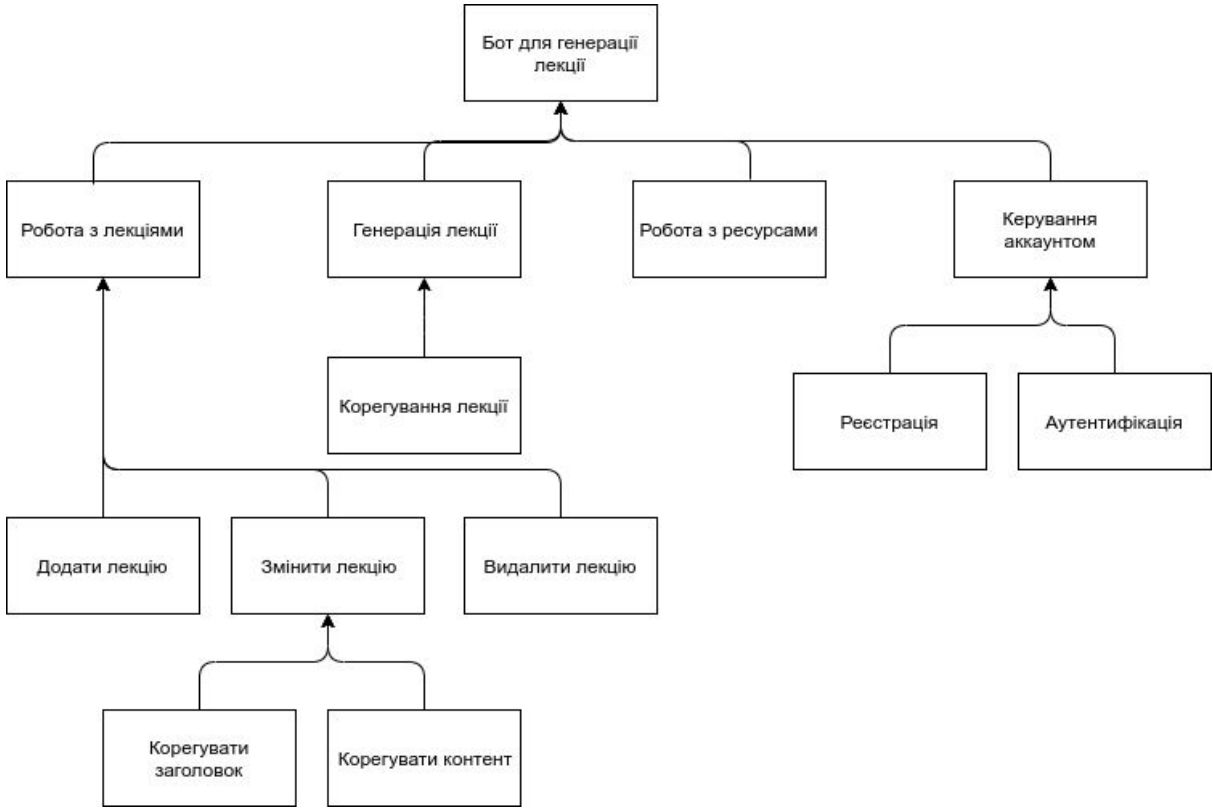 Бот для генерації
лекції
Робота з лекціями
Генерація лекції
Робота з ресурсами
Керування
аккаунтом
Корегування лекції
Реєстрація
Аутентифікація
Додати лекцію
Змінити лекцію
Видалити лекцію
Корегувати
заголовок
Корегувати контент